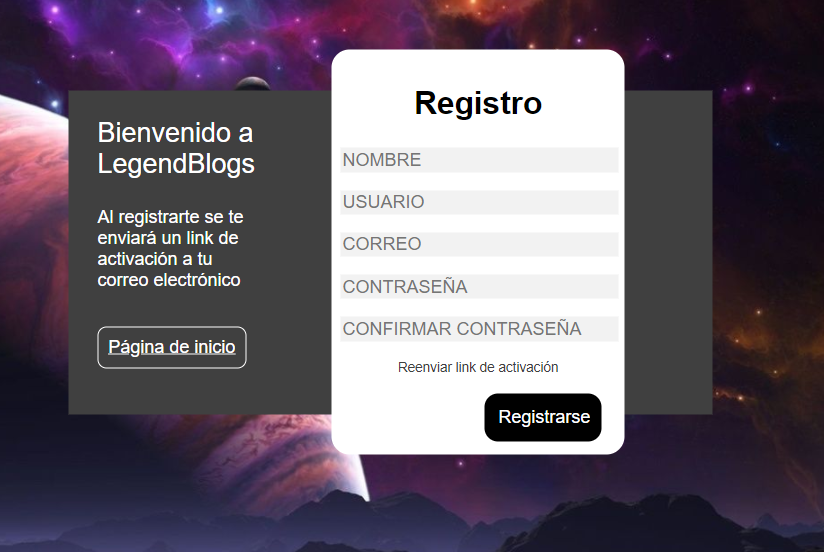 Bienvenido a
LegendBlogs
Al registrarte se te
enviará un link de
activación a tu
correo electrónico
Página de inicio
Registro
NOMBRE
USUARIO
CORREO
CONTRASEÑA
CONFIRMAR CONTRASEÑA
Reenviar link de activación
Registrarse